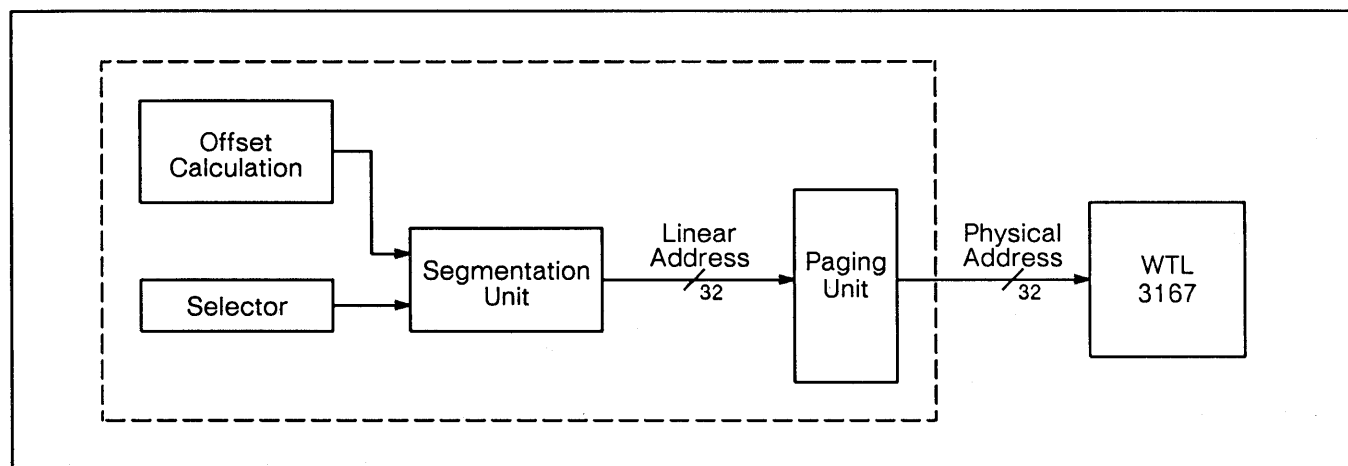 Offset
Calculation
Selector
Segmentation
Unit
Linear
Address
32
Paging
Unit
Physical
Address
32
WTL
3167